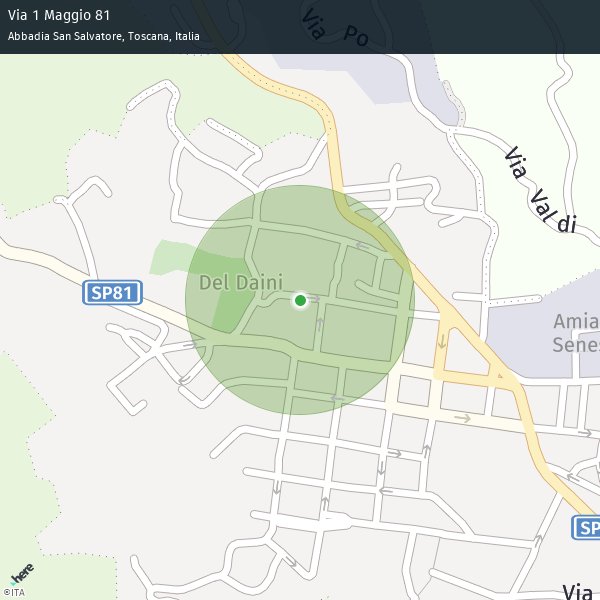 Via 1 Maggio 81
Abbadia San Salvatore, Toscana, Italia
Via Po
Via Val di
Del Daini
SP81
Amia
Senes
SP
Via
here
©ITA